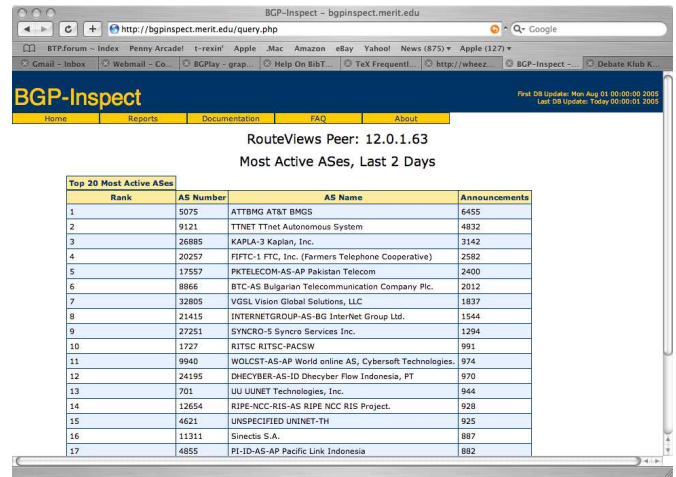 BGP-Inspect – bgpinspect.merit.edu
http://bgpinspect.merit.edu/query.php
Google
BTP.forum – Index Penny Arcade! t-rexin' Apple .Mac Amazon eBay Yahoo! News (875) Apple (127)
Gmail – Inbox Webmail – Co... BGPlay – grap... Help On BibT... TeX Frequentl... http://wheez... BGP-Inspect –... Debate Klub K...
BGP-Inspect
First DB Update: Mon Aug 01 00:00:00 2005
Last DB Update: Today 00:00:01 2005
Home Reports Documentation FAQ About
RouteViews Peer: 12.0.1.63
Most Active ASes, Last 2 Days
Top 20 Most Active ASes
Rank AS Number AS Name Announcements
1 5075 ATTBMG AT&T BMGS 6455
2 9121 TTNET TTnet Autonomous System 4832
3 26885 KAPLA-3 Kaplan, Inc. 3142
4 20257 FIFTC-1 FTC, Inc. (Farmers Telephone Cooperative) 2582
5 17557 PKTELECOM-AS-AP Pakistan Telecom 2400
6 8866 BTC-AS Bulgarian Telecommunication Company Plc. 2012
7 32805 VGSL Vision Global Solutions, LLC 1837
8 21415 INTERNETGROUP-AS-BG InterNet Group Ltd. 1544
9 27251 SYNCRO-5 Syncro Services Inc. 1294
10 1727 RITSC RITSC-PACSW 991
11 9940 WOLCST-AS-AP World online AS, Cybersoft Technologies. 974
12 24195 DHECYBER-AS-ID Dhecyber Flow Indonesia, PT 970
13 701 UU UUNET Technologies, Inc. 944
14 12654 RIPE-NCC-RIS-AS RIPE NCC RIS Project. 928
15 4621 UNSPECIFIED UNINET-TH 925
16 11311 Sinectis S.A. 887
17 4855 PI-ID-AS-AP Pacific Link Indonesia 882